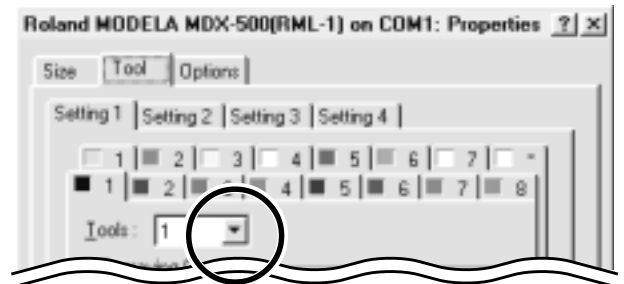 Roland MODELA MDX-500(RML-1) on COM1: Properties ? ×
Size Tool Options
Setting 1 Setting 2 Setting 3 Setting 4
1 2 3 4 5 6 7 -
1 2 4 5 6 7 8
Tools: 1